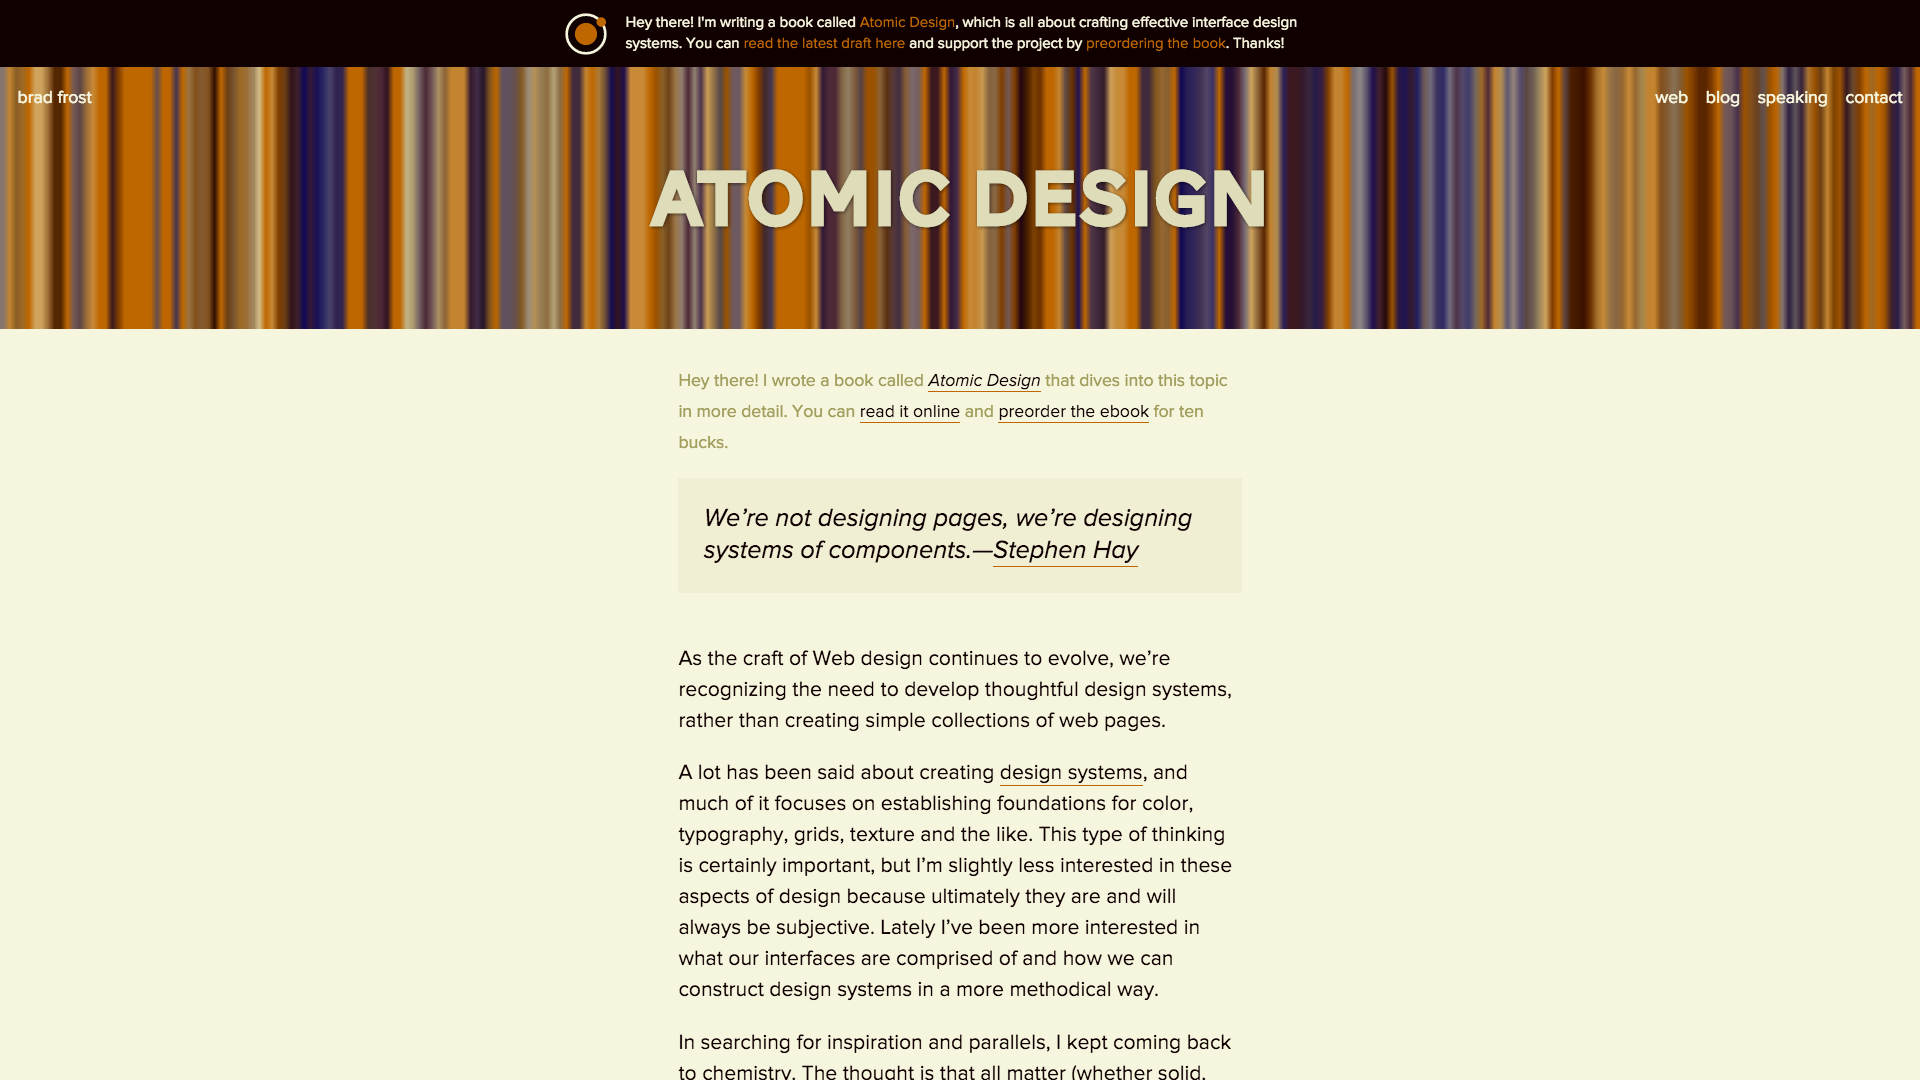 Hey there! I'm writing a book called Atomic Design, which is all about crafting effective interface design
systems. You can read the latest draft here and support the project by preordering the book. Thanks!
brad frost
web blog speaking contact
ATOMIC DESIGN
Hey there! I wrote a book called Atomic Design that dives into this topic
in more detail. You can read it online and preorder the ebook for ten
bucks.
We’re not designing pages, we’re designing
systems of components.—Stephen Hay
As the craft of Web design continues to evolve, we’re
recognizing the need to develop thoughtful design systems,
rather than creating simple collections of web pages.
A lot has been said about creating design systems, and
much of it focuses on establishing foundations for color,
typography, grids, texture and the like. This type of thinking
is certainly important, but I’m slightly less interested in these
aspects of design because ultimately they are and will
always be subjective. Lately I’ve been more interested in
what our interfaces are comprised of and how we can
construct design systems in a more methodical way.
In searching for inspiration and parallels, I kept coming back
to chemistry. The thought is that all matter (whether solid,